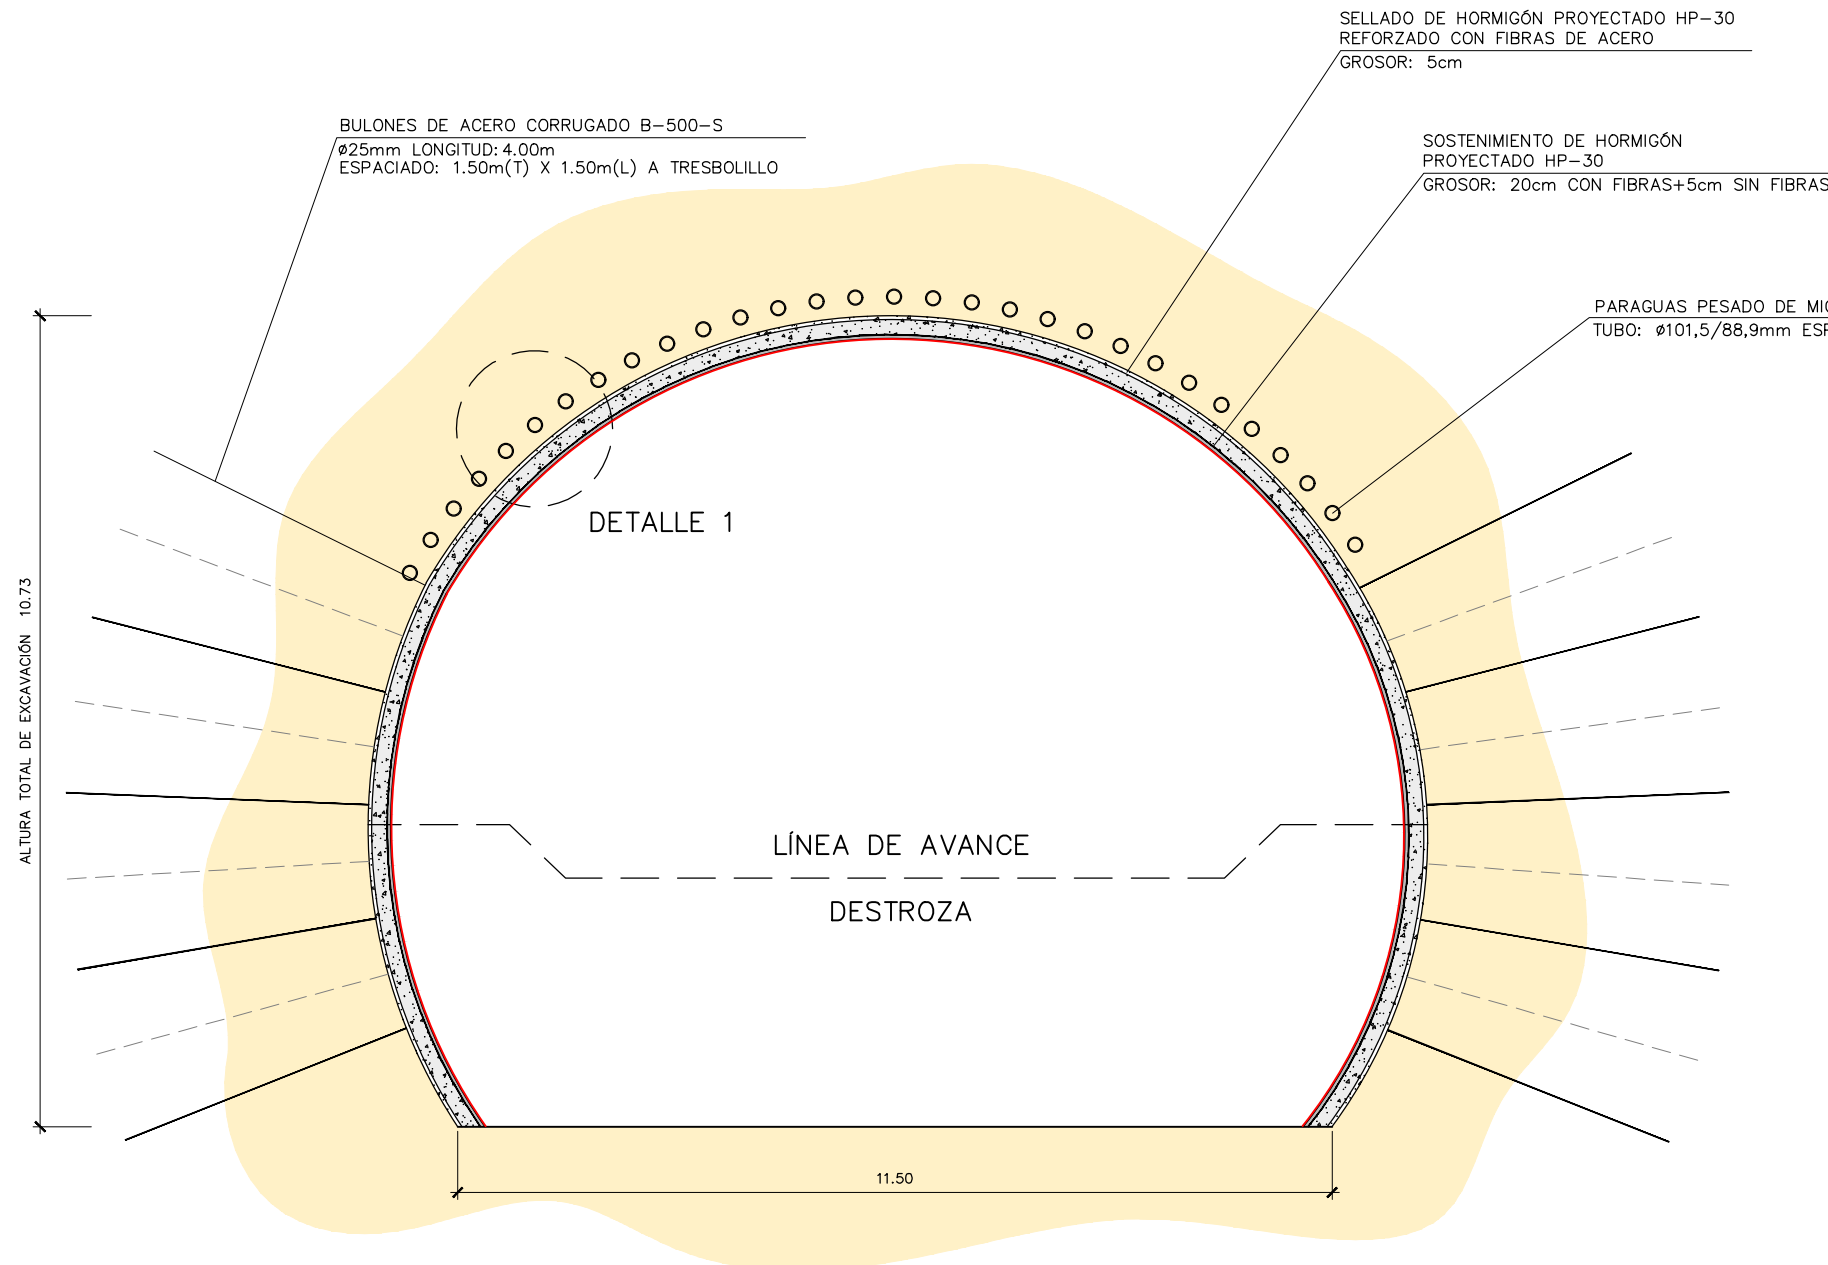 SELLADO DE HORMIGÓN PROYECTADO HP-30
REFORZADO CON FIBRAS DE ACERO
GROSOR: 5cm
BULONES DE ACERO CORRUGADO B-500-S
ø25mm LONGITUD: 4.00m
ESPACIADO: 1.50m(T) X 1.50m(L) A TRESBOLILLO
SOSTENIMIENTO DE HORMIGÓN
PROYECTADO HP-30
GROSOR: 20cm CON FIBRAS+5cm SIN FIBRAS
PARAGUAS PESADO DE
TUBO: ø101,5/88,9mm
DETALLE 1
ALTURA TOTAL DE EXCAVACIÓN 10.73
LÍNEA DE AVANCE
DESTROZA
11.50